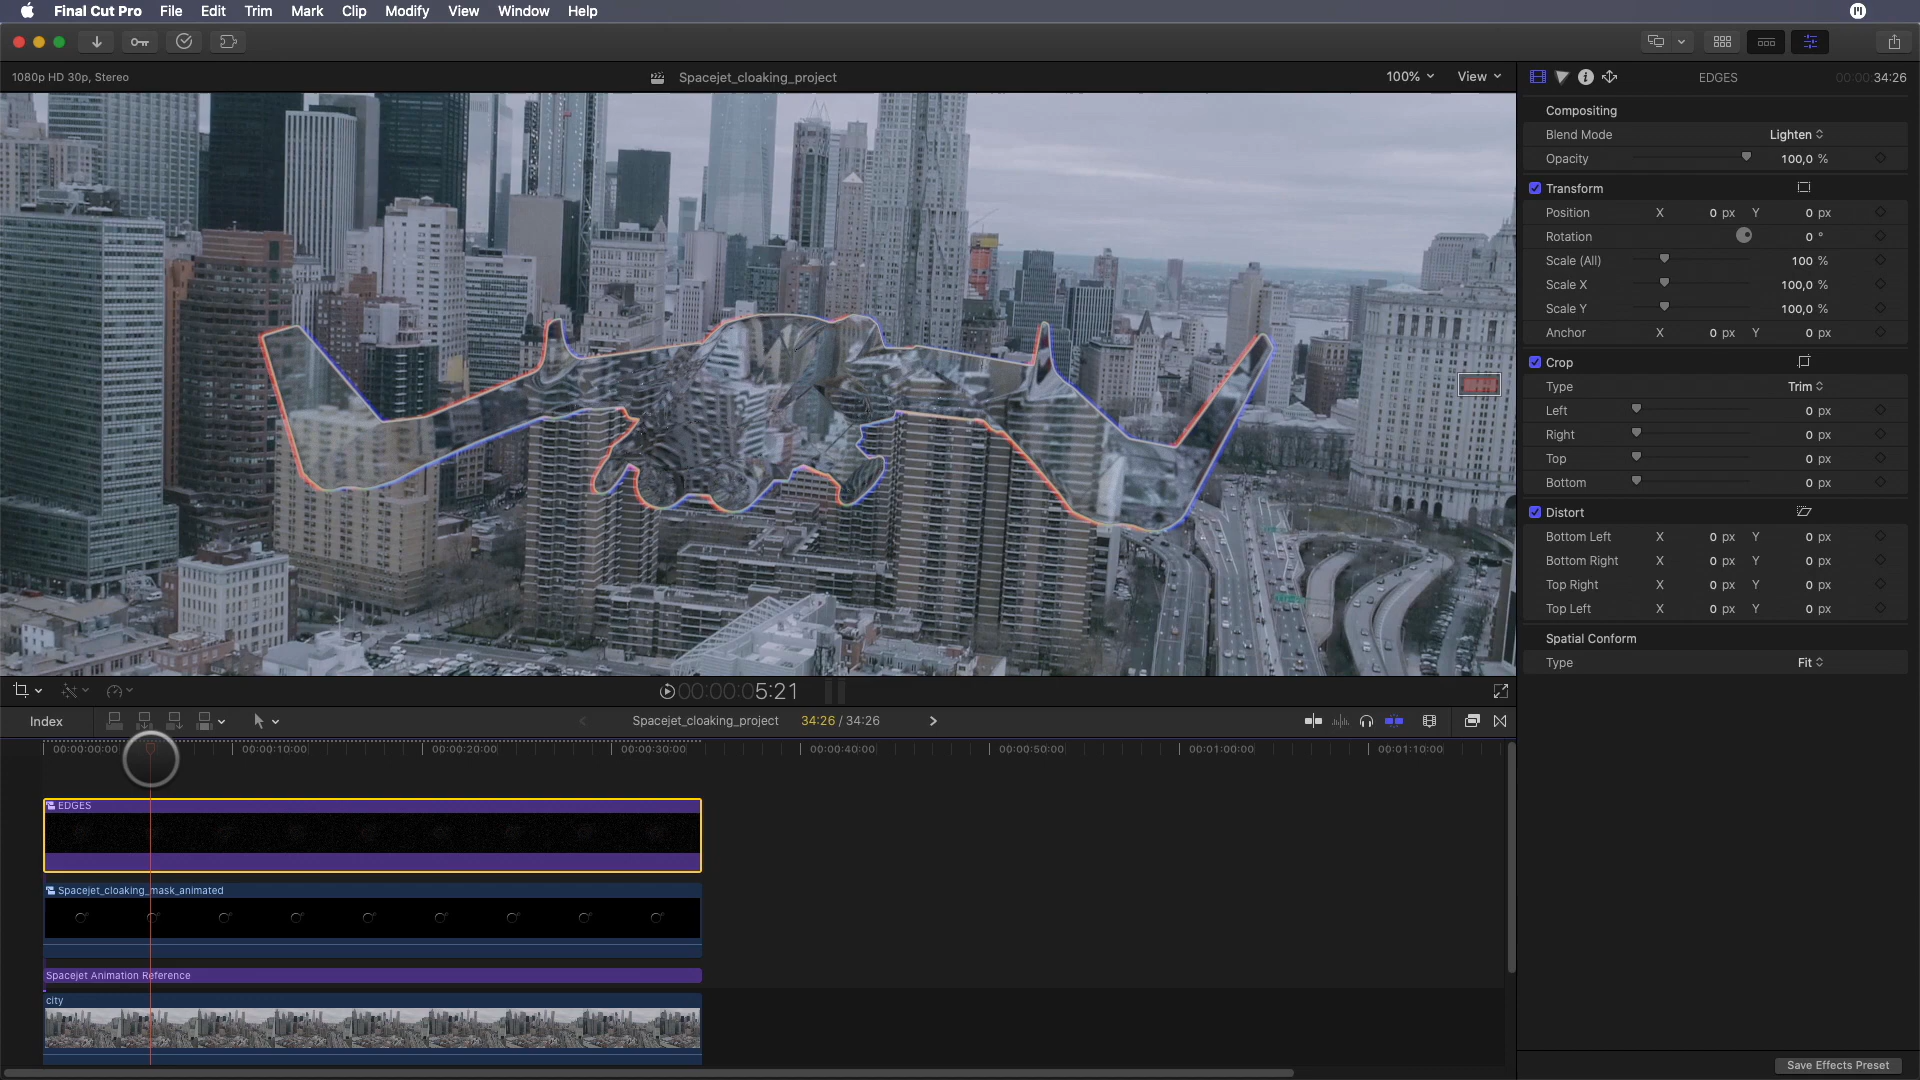 Final Cut Pro File Edit Trim Mark Clip Modify View Window Help
1080p HD 30p, Stereo
Spacejet_cloaking_project
100%
View
EDGES
00:00:00:34:26
Compositing
Blend Mode Lighten
Opacity 100,0 %
Transform
Position X 0 px Y 0 px
Rotation 0 °
Scale (All) 100 %
Scale X 100,0 %
Scale Y 100,0 %
Anchor X 0 px Y 0 px
Crop
Type Trim
Left 0 px
Right 0 px
Top 0 px
Bottom 0 px
Distort
Bottom Left X 0 px Y 0 px
Bottom Right X 0 px Y 0 px
Top Right X 0 px Y 0 px
Top Left X 0 px Y 0 px
Spatial Conform
Type Fit
00:00:05:21
Index
Spacejet_cloaking_project 34:26 / 34:26
00:00:00:00 00:00:10:00 00:00:20:00 00:00:30:00 00:00:40:00 00:00:50:00 00:01:00:00 00:01:10:00
EDGES
Spacejet_cloaking_mask_animated
Spacejet Animation Reference
city
Save Effects Preset